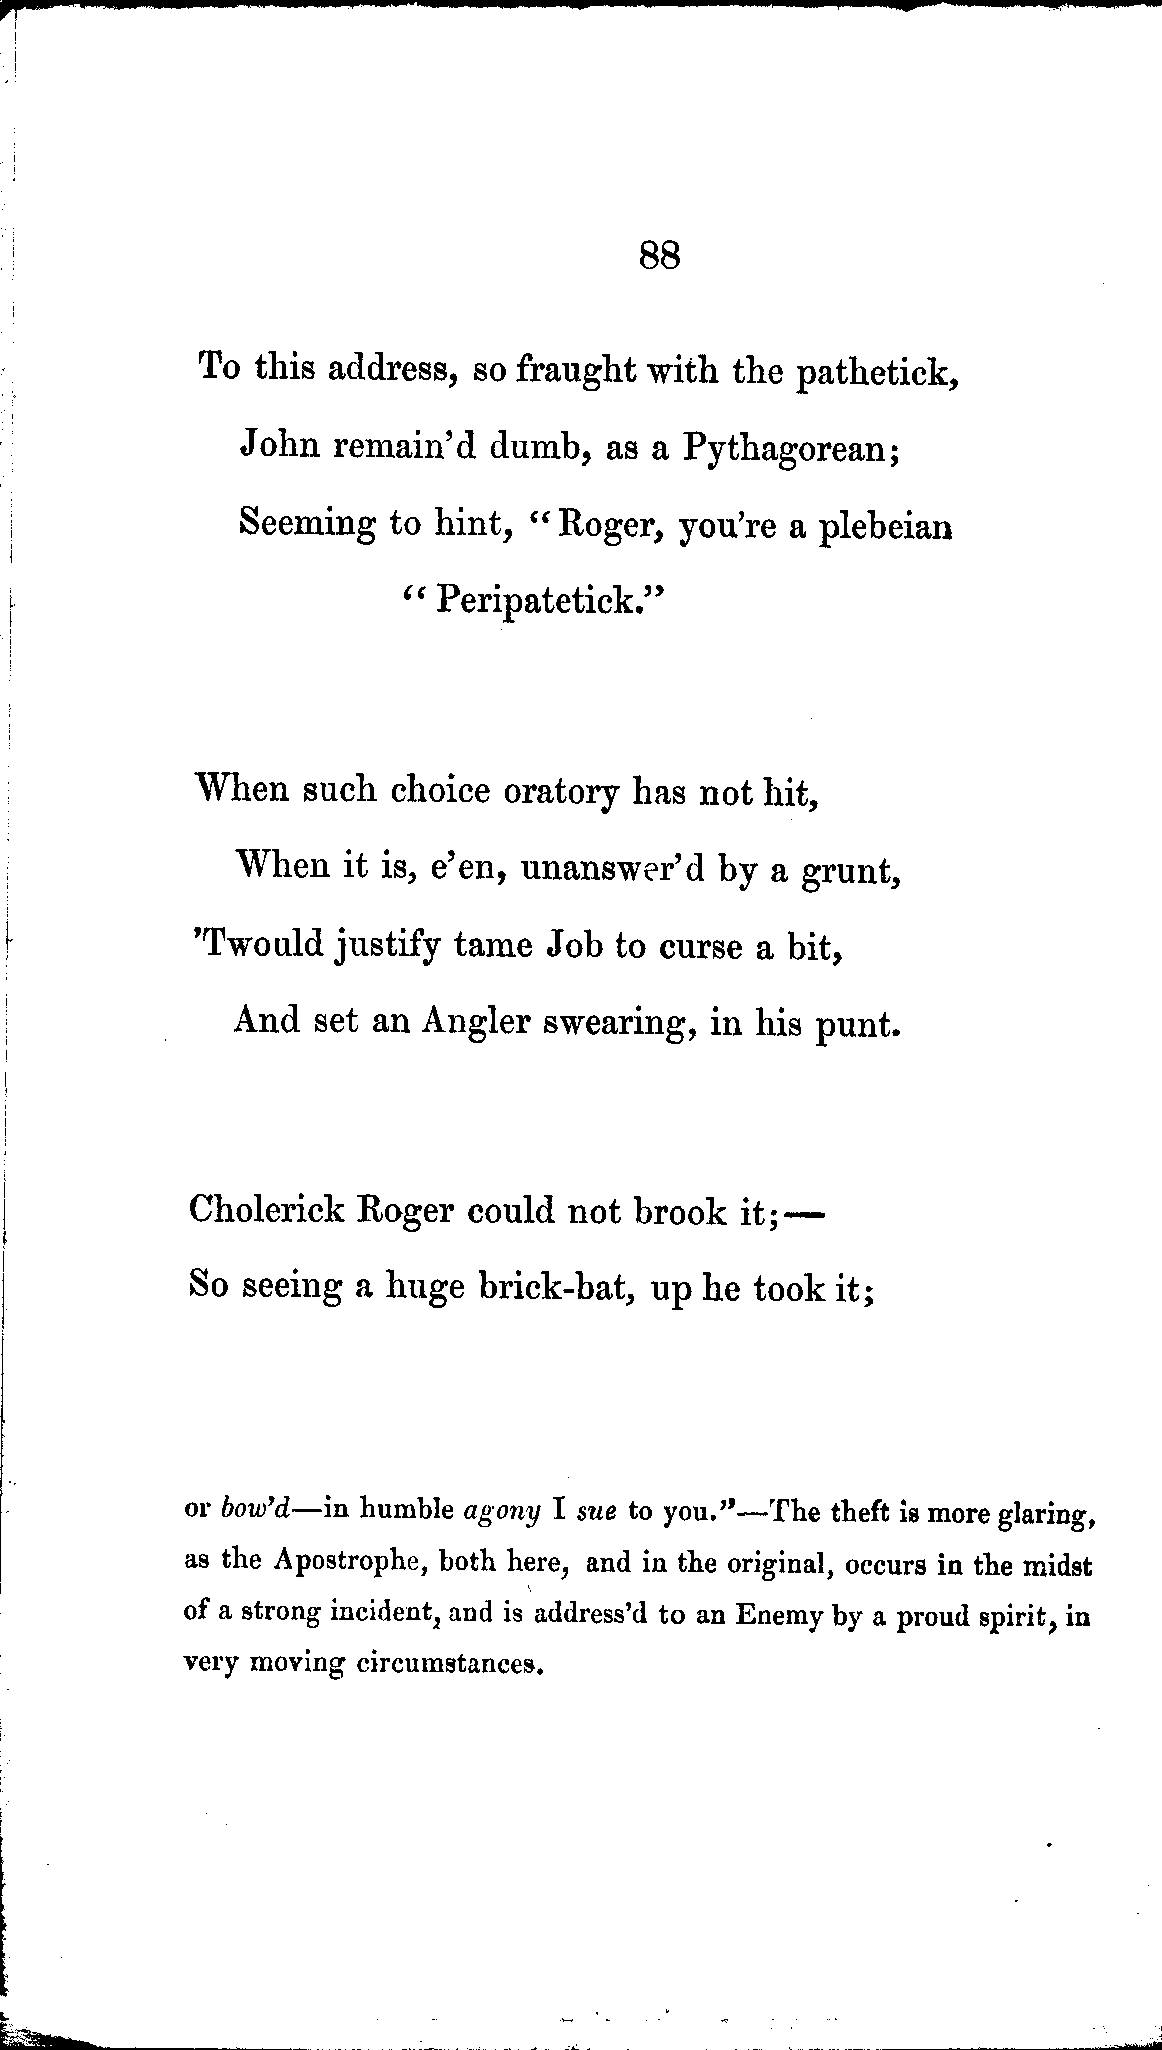 88
To this address, so fraught with the pathetick,
John remain'd dumb, as a Pythagorean;
Seeming to hint, “Roger, you're a plebeian
“Peripatetick.”
When such choice oratory has not hit,
When it is, e'en, unanswer'd by a grunt,
'Twould justify tame Job to curse a bit,
And set an Angler swearing, in his punt.
Cholerick Roger could not brook it;—
So seeing a huge brick-bat, up he took it;
or bow'd—in humble agony I sue to you.”—The theft is more glaring,
as the Apostrophe, both here, and in the original, occurs in the midst
of a strong incident, and is address'd to an Enemy by a proud spirit, in
very moving circumstances.